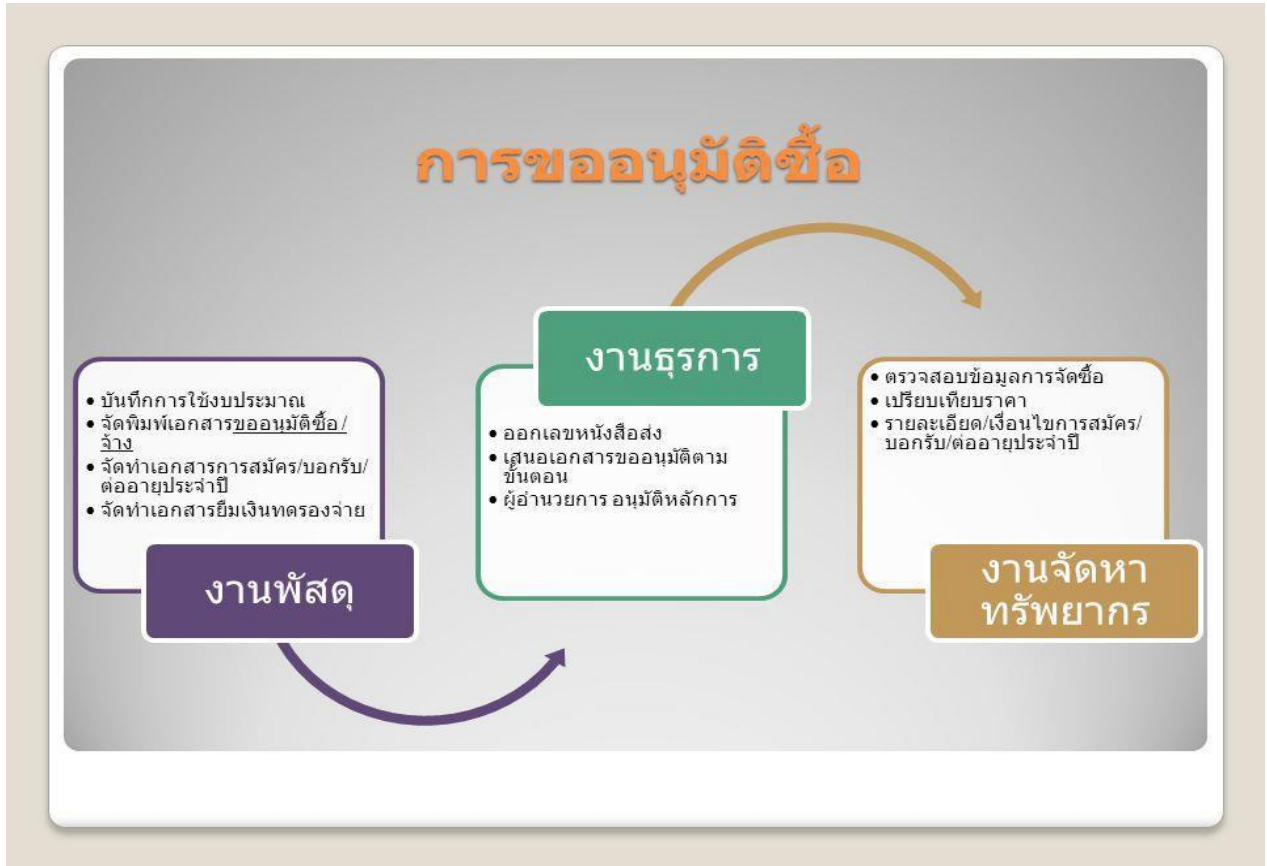 การขออนุมัติซื้อ
• บันทึกการใช้งบประมาณ
• จัดพิมพ์เอกสารขออนุมัติซื้อ/
จ้าง
• จัดทำเอกสารการสมัคร/บอกรับ/
ต่ออายุประจำปี
• จัดทำเอกสารยืมเงินทดรองจ่าย
งานพัสดุ
งานธุรการ
• ออกเลขหนังสือส่ง
• เสนอเอกสารขออนุมัติตาม
ขั้นตอน
• ผู้อำนวยการ อนุมัติหลักการ
• ตรวจสอบข้อมูลการจัดซื้อ
• เปรียบเทียบราคา
• รายละเอียด/เงื่อนไขการสมัคร/
บอกรับ/ต่ออายุประจำปี
งานจัดหา
ทรัพยากร